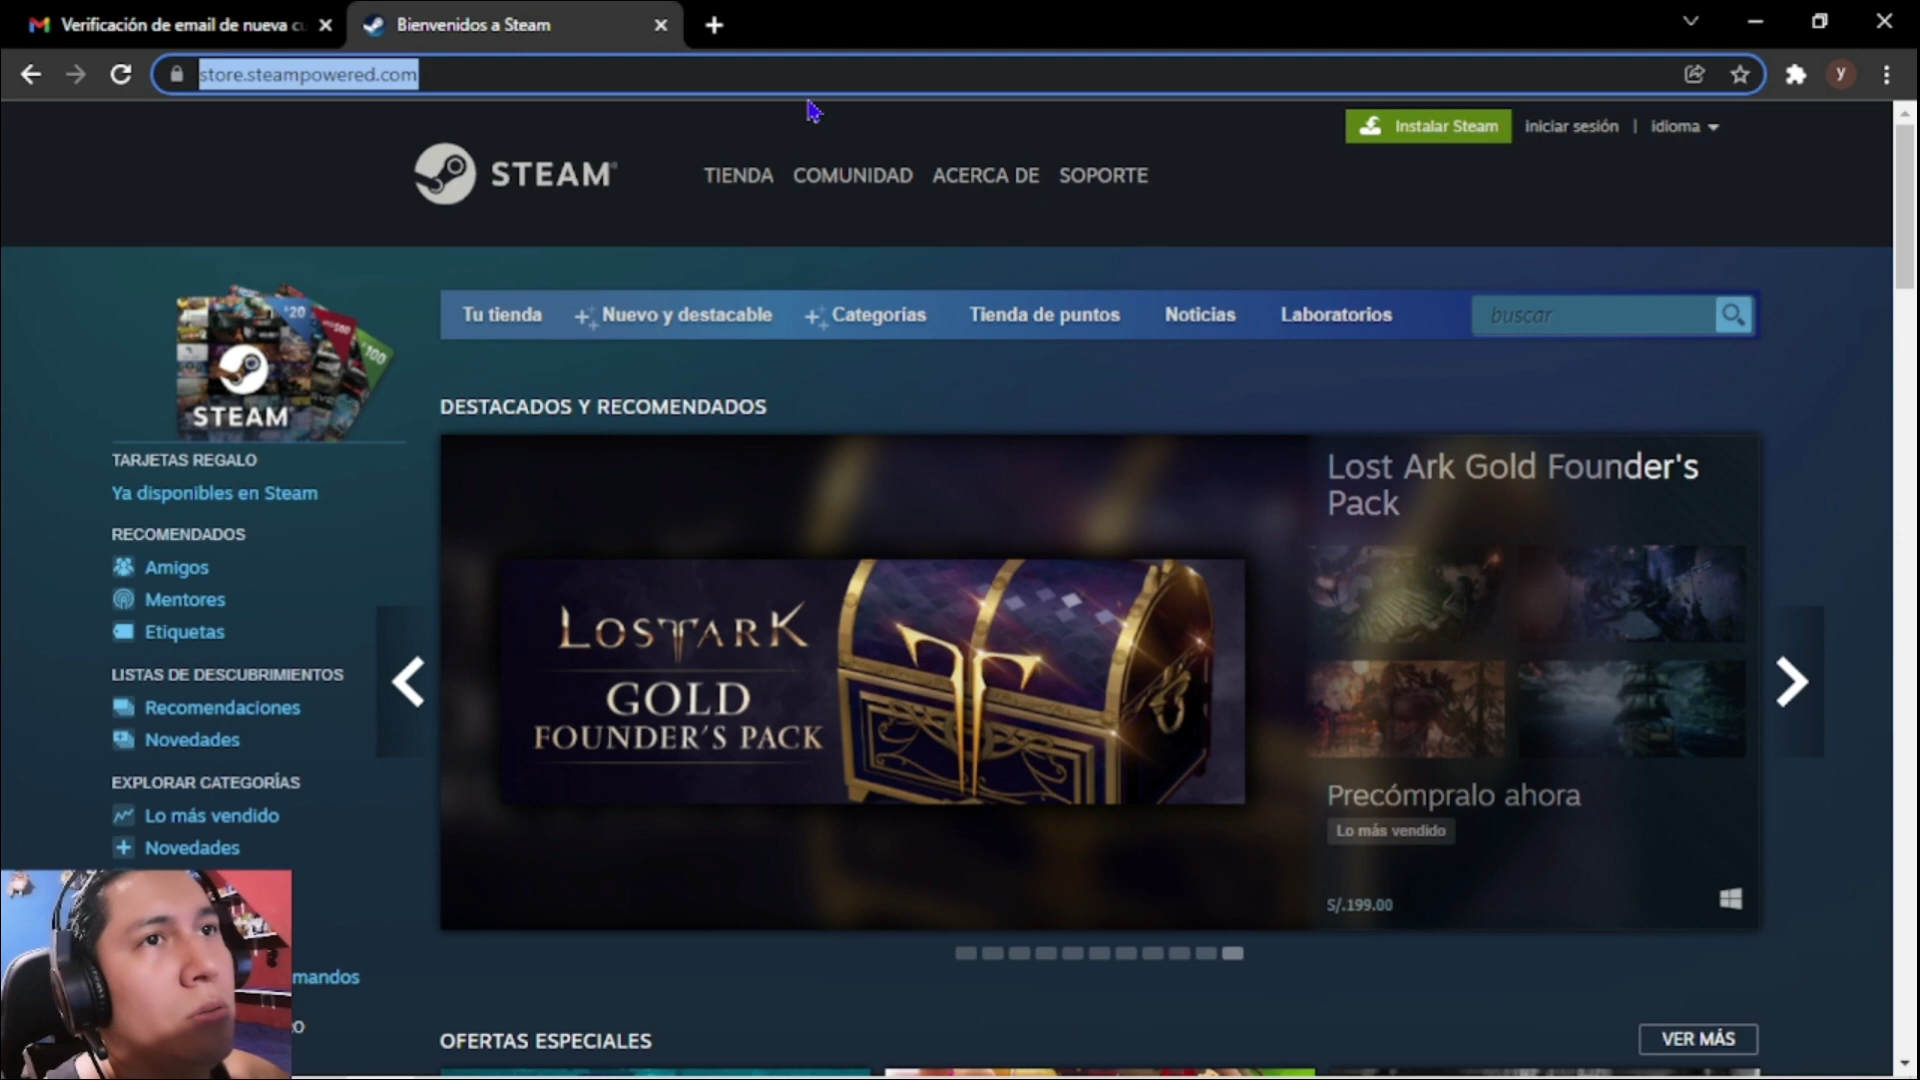 Verificación de email de nueva cu
Bienvenidos a Steam
store.steampowered.com
y
Instalar Steam
iniciar sesión | idioma
STEAM
TIENDA COMUNIDAD ACERCA DE SOPORTE
Tu tienda Nuevo y destacable Categorías Tienda de puntos Noticias Laboratorios buscar
20
100
STEAM
DESTACADOS Y RECOMENDADOS
TARJETAS REGALO
Ya disponibles en Steam
RECOMENDADOS
Amigos
Mentores
Etiquetas
LISTAS DE DESCUBRIMIENTOS
Recomendaciones
Novedades
EXPLORAR CATEGORÍAS
Lo más vendido
Novedades
mandos
LOST ARK
GOLD
FOUNDER'S PACK
Lost Ark Gold Founder's
Pack
Precómpralo ahora
Lo más vendido
S/.199.00
OFERTAS ESPECIALES
VER MÁS